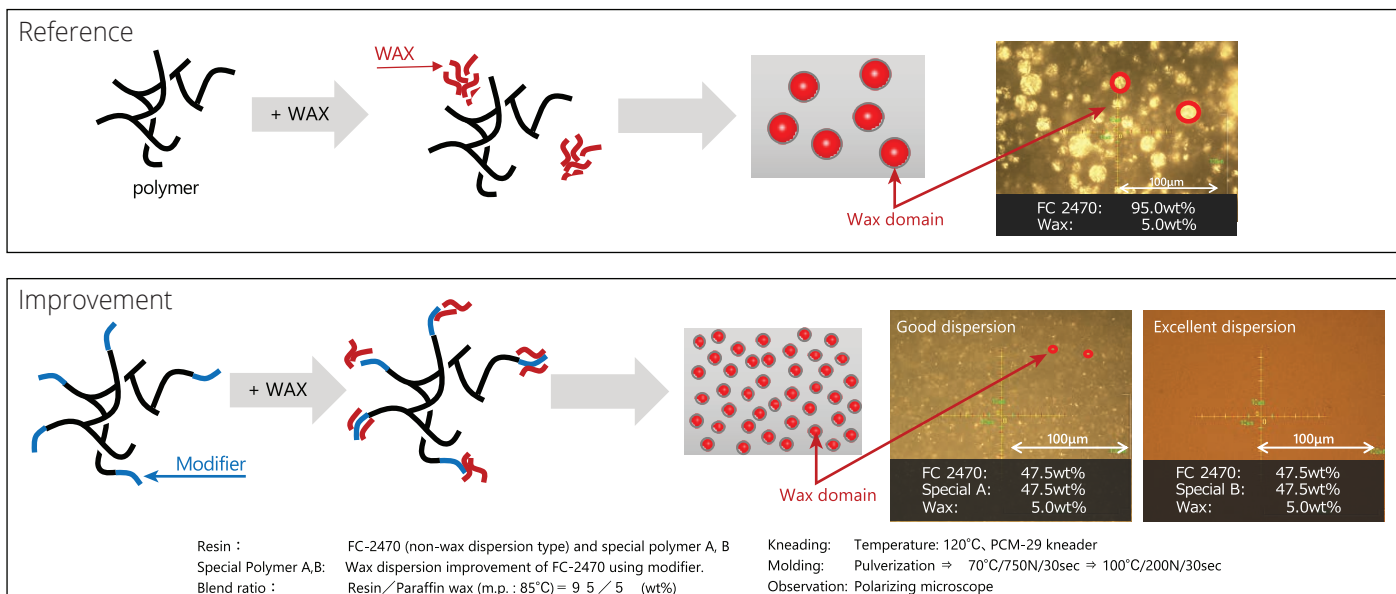 Reference
WAX
+ WAX
polymer
Wax domain
100μm
FC 2470: 95.0wt%
Wax: 5.0wt%
Improvement
+ WAX
Modifier
Wax domain
Good dispersion
100μm
FC 2470: 47.5wt%
Special A: 47.5wt%
Wax: 5.0wt%
Excellent dispersion
100μm
FC 2470: 47.5wt%
Special B: 47.5wt%
Wax: 5.0wt%
Resin : FC-2470 (non-wax dispersion type) and special polymer A, B
Special Polymer A,B: Wax dispersion improvement of FC-2470 using modifier.
Blend ratio : Resin／Paraffin wax (m.p. : 85℃)＝９５／５ (wt%)
Kneading: Temperature: 120℃、PCM-29 kneader
Molding: Pulverization ⇒ 70℃/750N/30sec ⇒ 100℃/200N/30sec
Observation: Polarizing microscope